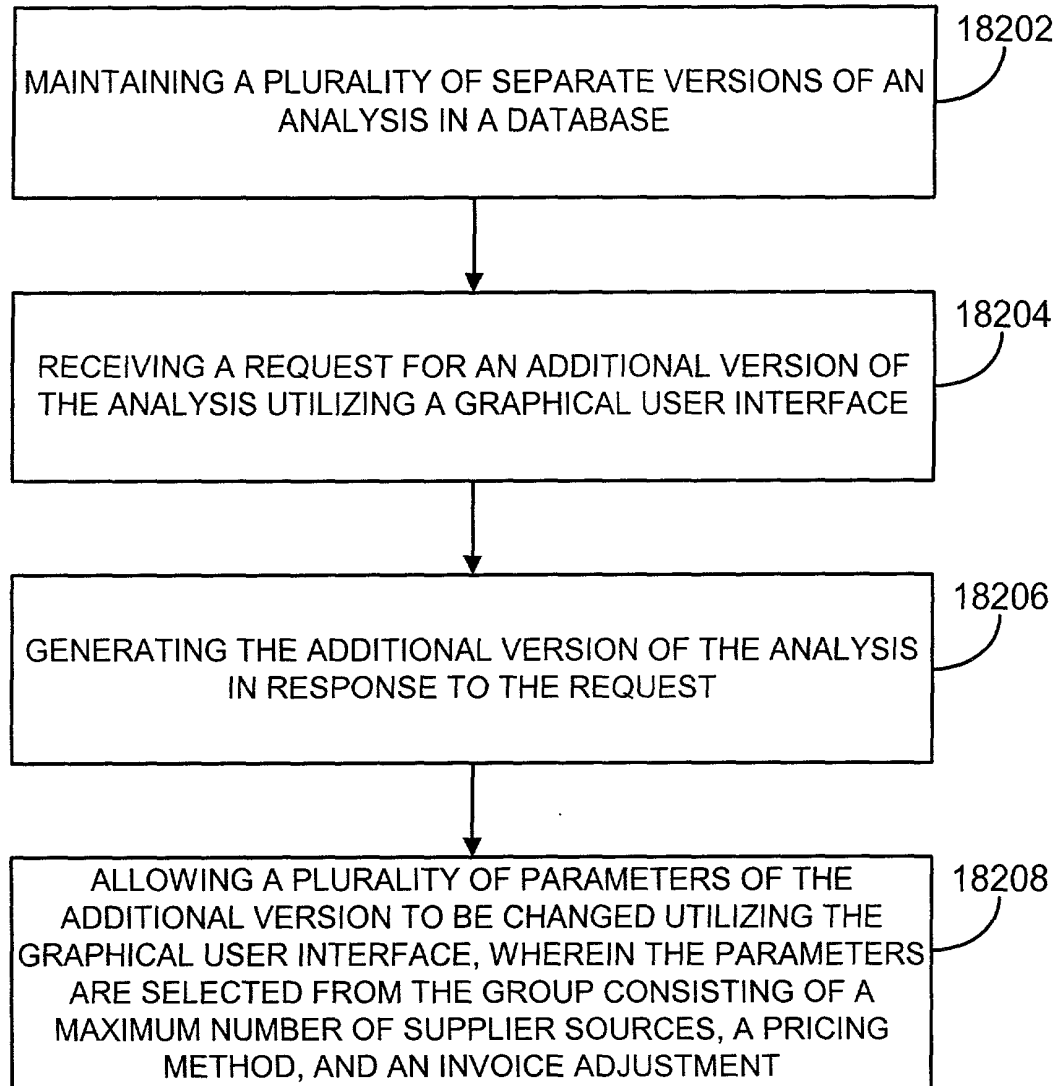 18202
MAINTAINING A PLURALITY OF SEPARATE VERSIONS OF AN
ANALYSIS IN A DATABASE
18204
RECEIVING A REQUEST FOR AN ADDITIONAL VERSION OF
THE ANALYSIS UTILIZING A GRAPHICAL USER INTERFACE
18206
GENERATING THE ADDITIONAL VERSION OF THE ANALYSIS
IN RESPONSE TO THE REQUEST
18208
ALLOWING A PLURALITY OF PARAMETERS OF THE
ADDITIONAL VERSION TO BE CHANGED UTILIZING THE
GRAPHICAL USER INTERFACE, WHEREIN THE PARAMETERS
ARE SELECTED FROM THE GROUP CONSISTING OF A
MAXIMUM NUMBER OF SUPPLIER SOURCES, A PRICING
METHOD, AND AN INVOICE ADJUSTMENT